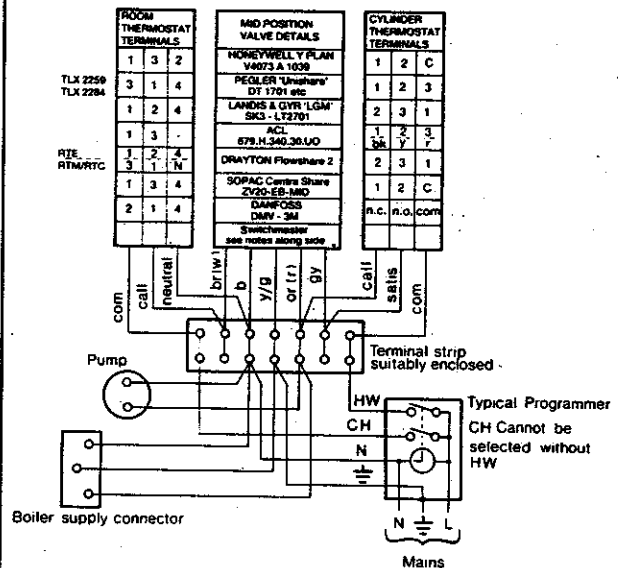 ROOM
THERMOSTAT
TERMINALS
1 3 2
TLX 2259
TLX 2284
3 1 4
1 2 4
1 3 -
RTE 1 2 4
RTM/RTC 3 1 N
1 3 4
2 1 4
MID POSITION
VALVE DETAILS
HONEYWELL Y PLAN
V4073 A 1039
PEGLER 'Unishare'
DT 1701 etc
LANDIS & GYR 'LGM'
SK3 - LT2701
ACL
679.H.340.30.UO
DRAYTON Flowshare 2
SOPAC Centra Share
ZV20-EB-MID
DANFOSS
DMV - 3M
Switchmaster
see notes along side
CYLINDER
THERMOSTAT
TERMINALS
1 2 C
1 2 3
2 3 1
1 2 3
bk y r
2 3 1
1 2 C
n.c. n.o. com
com
call
neutral
br(w)
b
y/g
or (r)
gy
call
satis
com
Terminal strip
suitably enclosed
Pump
HW
CH
N
Typical Programmer
CH Cannot be
selected without
HW
Boiler supply connector
N L
Mains